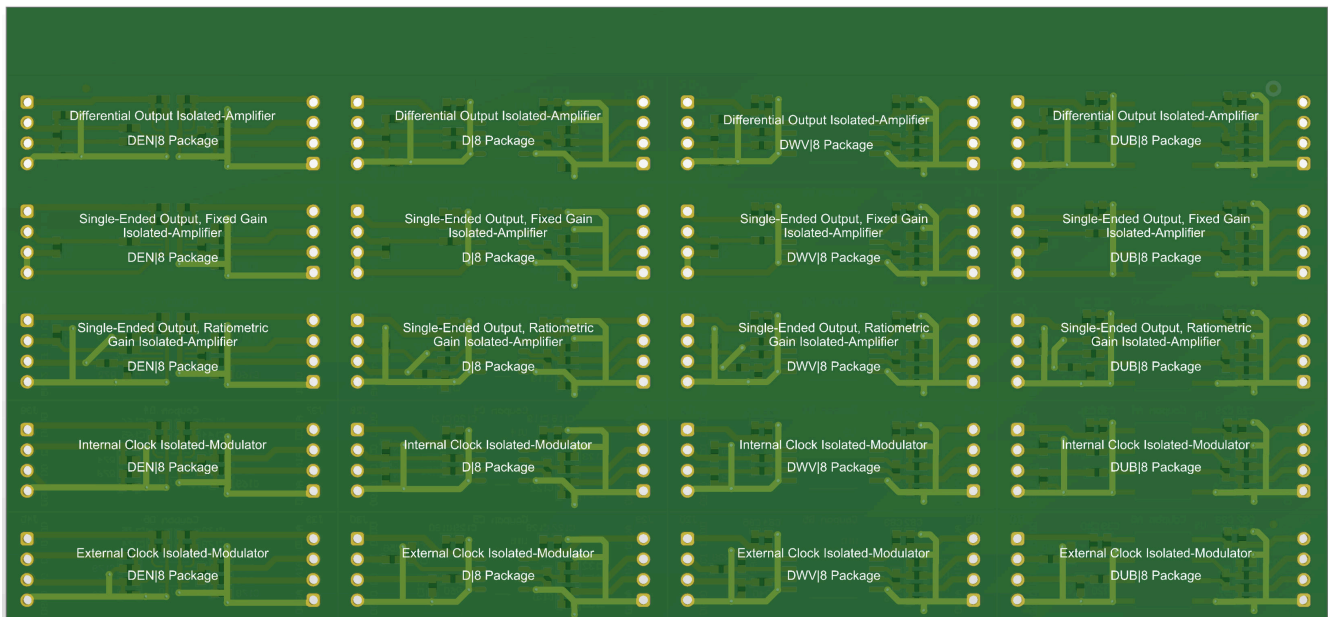 Differential Output Isolated-Amplifier
DEN|8 Package
Differential Output Isolated-Amplifier
D|8 Package
Differential Output Isolated-Amplifier
DWV|8 Package
Differential Output Isolated-Amplifier
DUB|8 Package
Single-Ended Output, Fixed Gain
Isolated-Amplifier
DEN|8 Package
Single-Ended Output, Fixed Gain
Isolated-Amplifier
D|8 Package
Single-Ended Output, Fixed Gain
Isolated-Amplifier
DWV|8 Package
Single-Ended Output, Fixed Gain
Isolated-Amplifier
DUB|8 Package
Single-Ended Output, Ratiometric
Gain Isolated-Amplifier
DEN|8 Package
Single-Ended Output, Ratiometric
Gain Isolated-Amplifier
D|8 Package
Single-Ended Output, Ratiometric
Gain Isolated-Amplifier
DWV|8 Package
Single-Ended Output, Ratiometric
Gain Isolated-Amplifier
DUB|8 Package
Internal Clock Isolated-Modulator
DEN|8 Package
Internal Clock Isolated-Modulator
D|8 Package
Internal Clock Isolated-Modulator
DWV|8 Package
Internal Clock Isolated-Modulator
DUB|8 Package
External Clock Isolated-Modulator
DEN|8 Package
External Clock Isolated-Modulator
D|8 Package
External Clock Isolated-Modulator
DWV|8 Package
External Clock Isolated-Modulator
DUB|8 Package